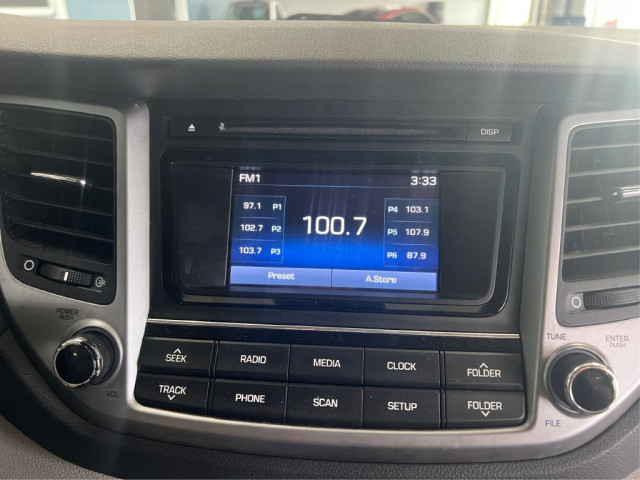 DISP
FM1 3:33
97.1 P1 P4 103.1
102.7 P2 100.7 P5 107.9
103.7 P3 P6 87.9
Preset A.Store
POWER
PUSH
VOL
SEEK RADIO MEDIA CLOCK FOLDER
TRACK PHONE SCAN SETUP FOLDER
TUNE ENTER
PUSH
FILE